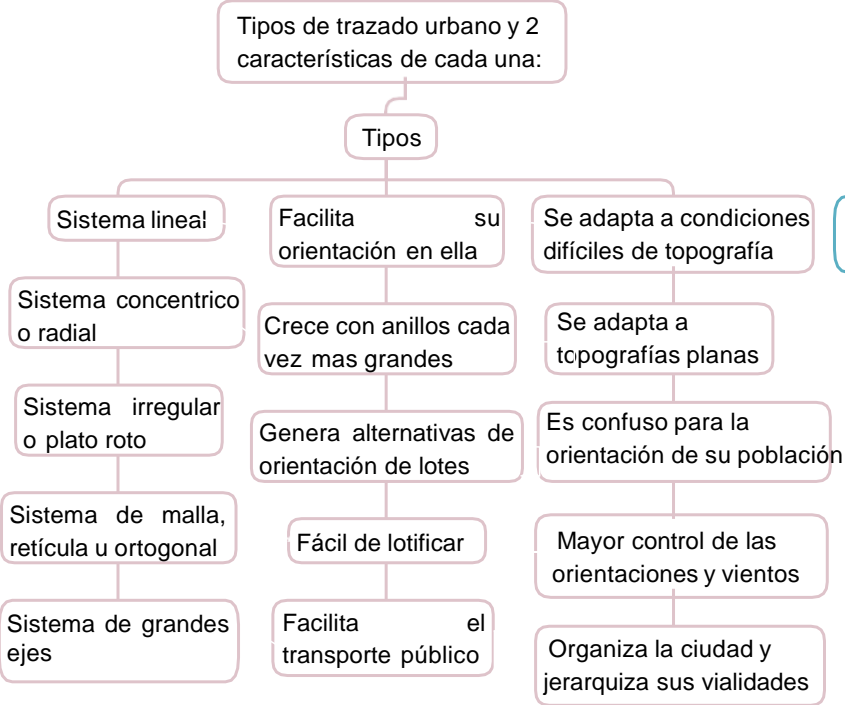 Tipos de trazado urbano y 2
características de cada una:
Tipos
Sistema lineal
Facilita su
orientación en ella
Se adapta a condiciones
difíciles de topografía
Sistema concentrico
o radial
Crece con anillos cada
vez mas grandes
Se adapta a
topografías planas
Sistema irregular
o plato roto
Genera alternativas de
orientación de lotes
Es confuso para la
orientación de su población
Sistema de malla,
retícula u ortogonal
Fácil de lotificar
Mayor control de las
orientaciones y vientos
Sistema de grandes
ejes
Facilita el
transporte público
Organiza la ciudad y
jerarquiza sus vialidades